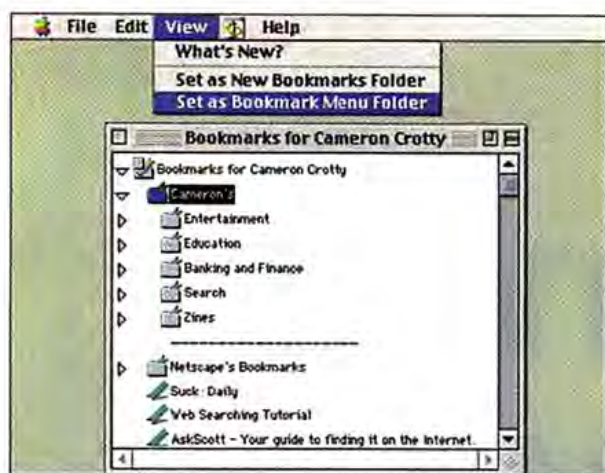 File Edit View Help
What's New?
Set as New Bookmarks Folder
Set as Bookmark Menu Folder
Bookmarks for Cameron Crotty
Bookmarks for Cameron Crotty
Cameron's
Entertainment
Education
Banking and Finance
Search
Zines
Netscape's Bookmarks
Suck: Daily
Web Searching Tutorial
AskScott - Your guide to finding it on the Internet.